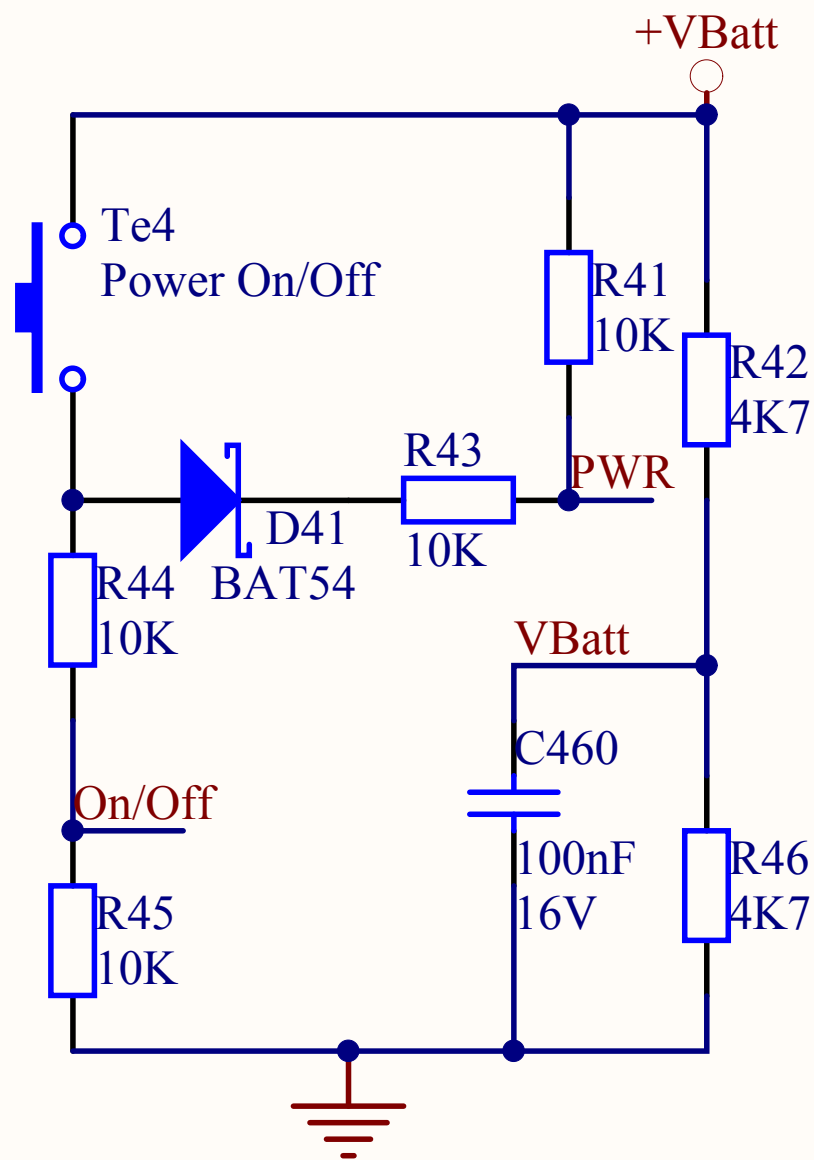 +VBatt
Te4
Power On/Off
R41
10K
R42
4K7
R43
10K
PWR
D41
BAT54
R44
10K
VBatt
C460
100nF
16V
On/Off
R45
10K
R46
4K7